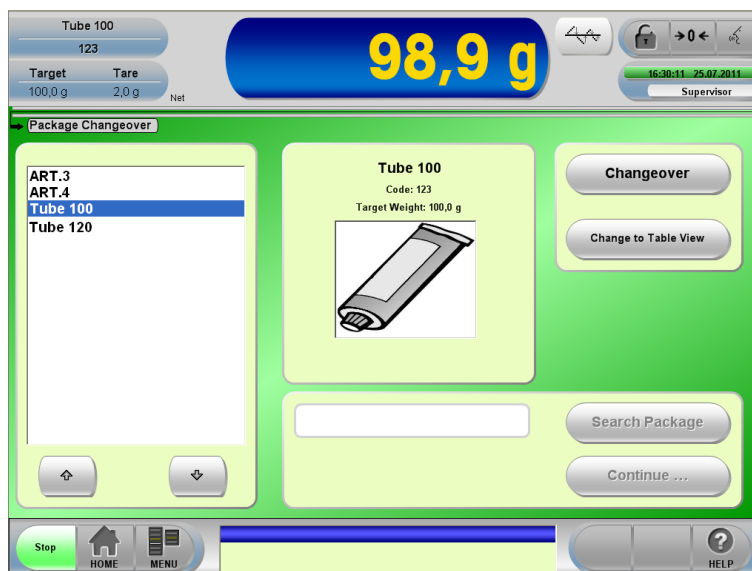 Tube 100
123
Target Tare
100,0 g 2,0 g
Net
98,9 g
→0←
16:30:11 25.07.2011
Supervisor
Package Changeover
ART.3
ART.4
Tube 100
Tube 120
Tube 100
Code: 123
Target Weight: 100,0 g
Changeover
Change to Table View
Search Package
Continue ...
Stop
HOME
MENU
HELP